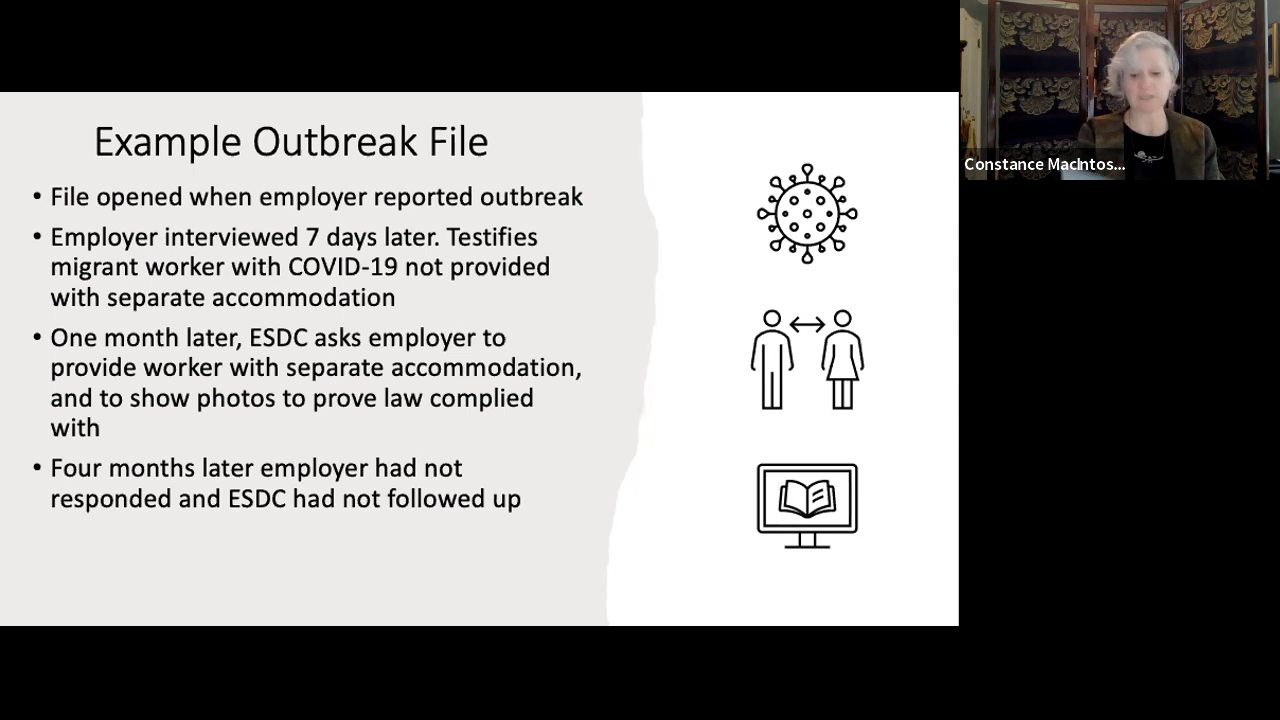 Example Outbreak File
• File opened when employer reported outbreak
• Employer interviewed 7 days later. Testifies
migrant worker with COVID-19 not provided
with separate accommodation
• One month later, ESDC asks employer to
provide worker with separate accommodation,
and to show photos to prove law complied
with
• Four months later employer had not
responded and ESDC had not followed up
Constance MacIntos...